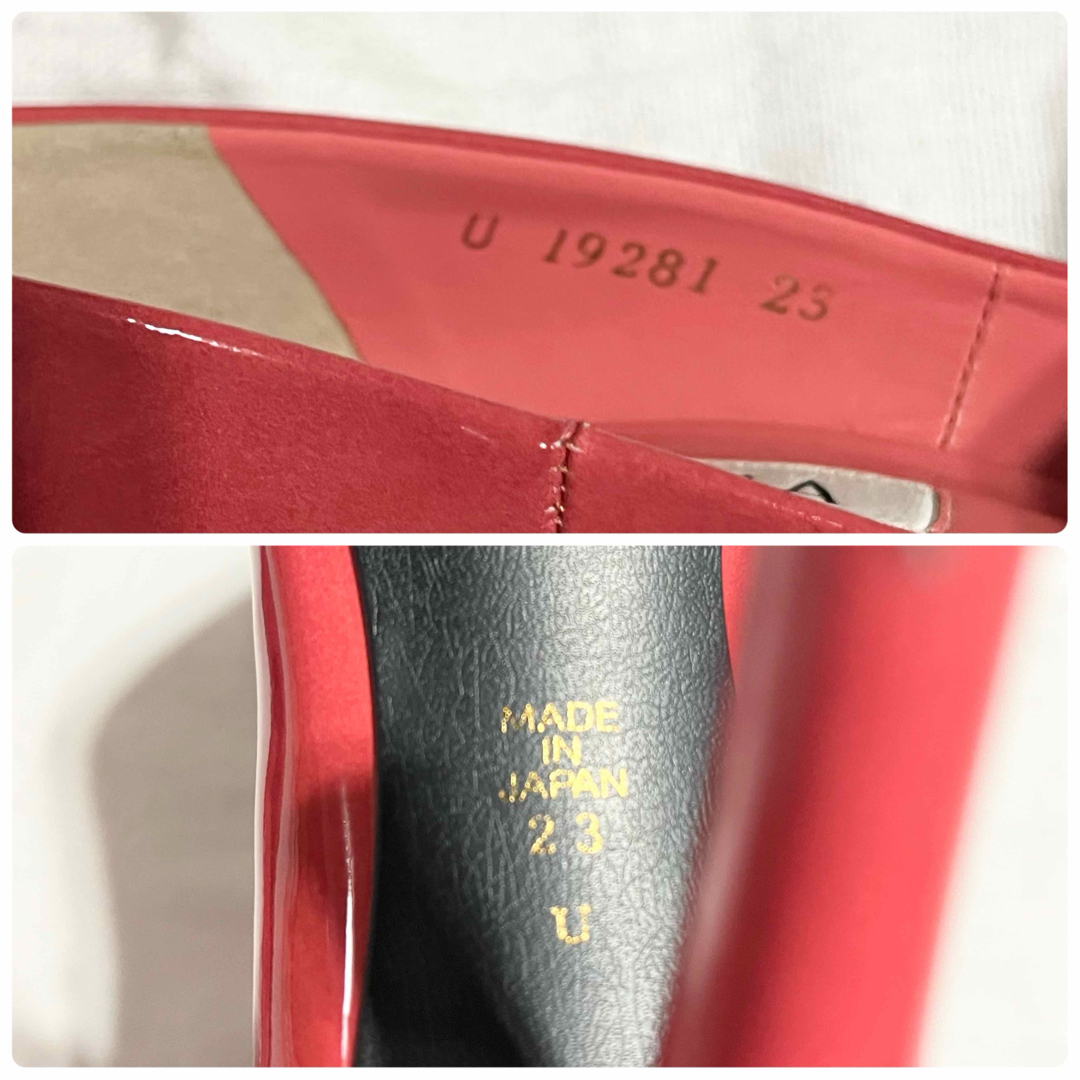 U 19281 23
MADE
IN
JAPAN
23
U